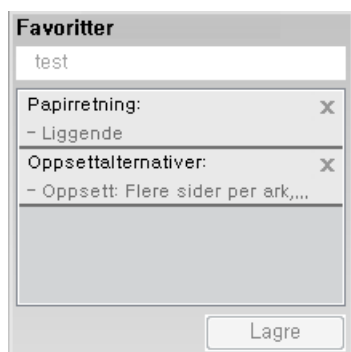 Favoritter
test
Papirretning:
- Liggende
Oppsettalternativer:
- Oppsett: Flere sider per ark,...
Lagre